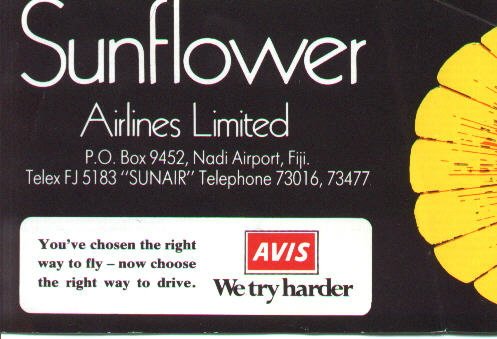 Sunflower
Airlines Limited
P.O. Box 9452, Nadi Airport, Fiji.
Telex FJ 5183 "SUNAIR" Telephone 73016, 73477
You've chosen the right
way to fly – now choose
the right way to drive.
AVIS
We try harder